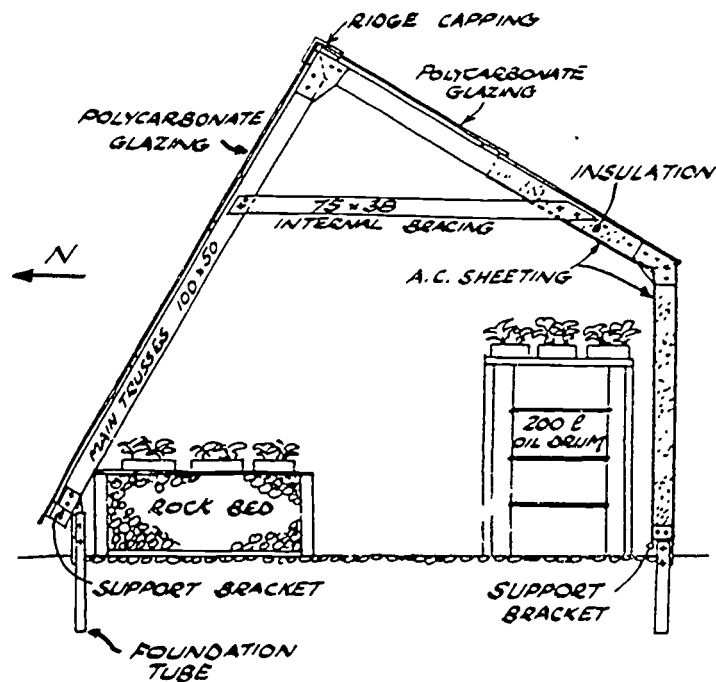 RIDGE CAPPING
POLYCARBONATE
GLAZING
POLYCARBONATE
GLAZING
INSULATION
75 x 38
INTERNAL BRACING
N
A.C. SHEETING
MAIN TRUSSES 100 x 50
200 l
OIL DRUM
ROCK BED
SUPPORT BRACKET
SUPPORT
BRACKET
FOUNDATION
TUBE